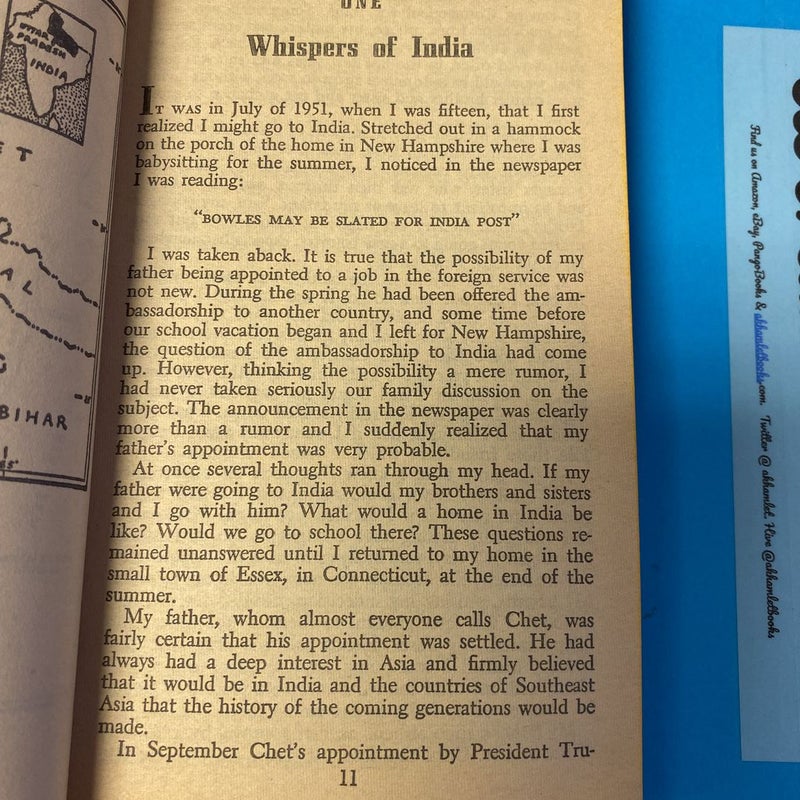 UTTAR
PRADESH
INDIA
ET
AL
BIHAR
ONE
Whispers of India
IT WAS in July of 1951, when I was fifteen, that I first
realized I might go to India. Stretched out in a hammock
on the porch of the home in New Hampshire where I was
babysitting for the summer, I noticed in the newspaper
I was reading:
“BOWLES MAY BE SLATED FOR INDIA POST”
I was taken aback. It is true that the possibility of my
father being appointed to a job in the foreign service was
not new. During the spring he had been offered the am-
bassadorship to another country, and some time before
our school vacation began and I left for New Hampshire,
the question of the ambassadorship to India had come
up. However, thinking the possibility a mere rumor, I
had never taken seriously our family discussion on the
subject. The announcement in the newspaper was clearly
more than a rumor and I suddenly realized that my
father's appointment was very probable.
At once several thoughts ran through my head. If my
father were going to India would my brothers and sisters
and I go with him? What would a home in India be
like? Would we go to school there? These questions re-
mained unanswered until I returned to my home in the
small town of Essex, in Connecticut, at the end of the
summer.
My father, whom almost everyone calls Chet, was
fairly certain that his appointment was settled. He had
always had a deep interest in Asia and firmly believed
that it would be in India and the countries of Southeast
Asia that the history of the coming generations would be
made.
In September Chet's appointment by President Tru-
11
Find us on Amazon, eBay, PangoBooks & akhamletbooks.com. Twitter @ akhamlet. Hive @akhamletbooks